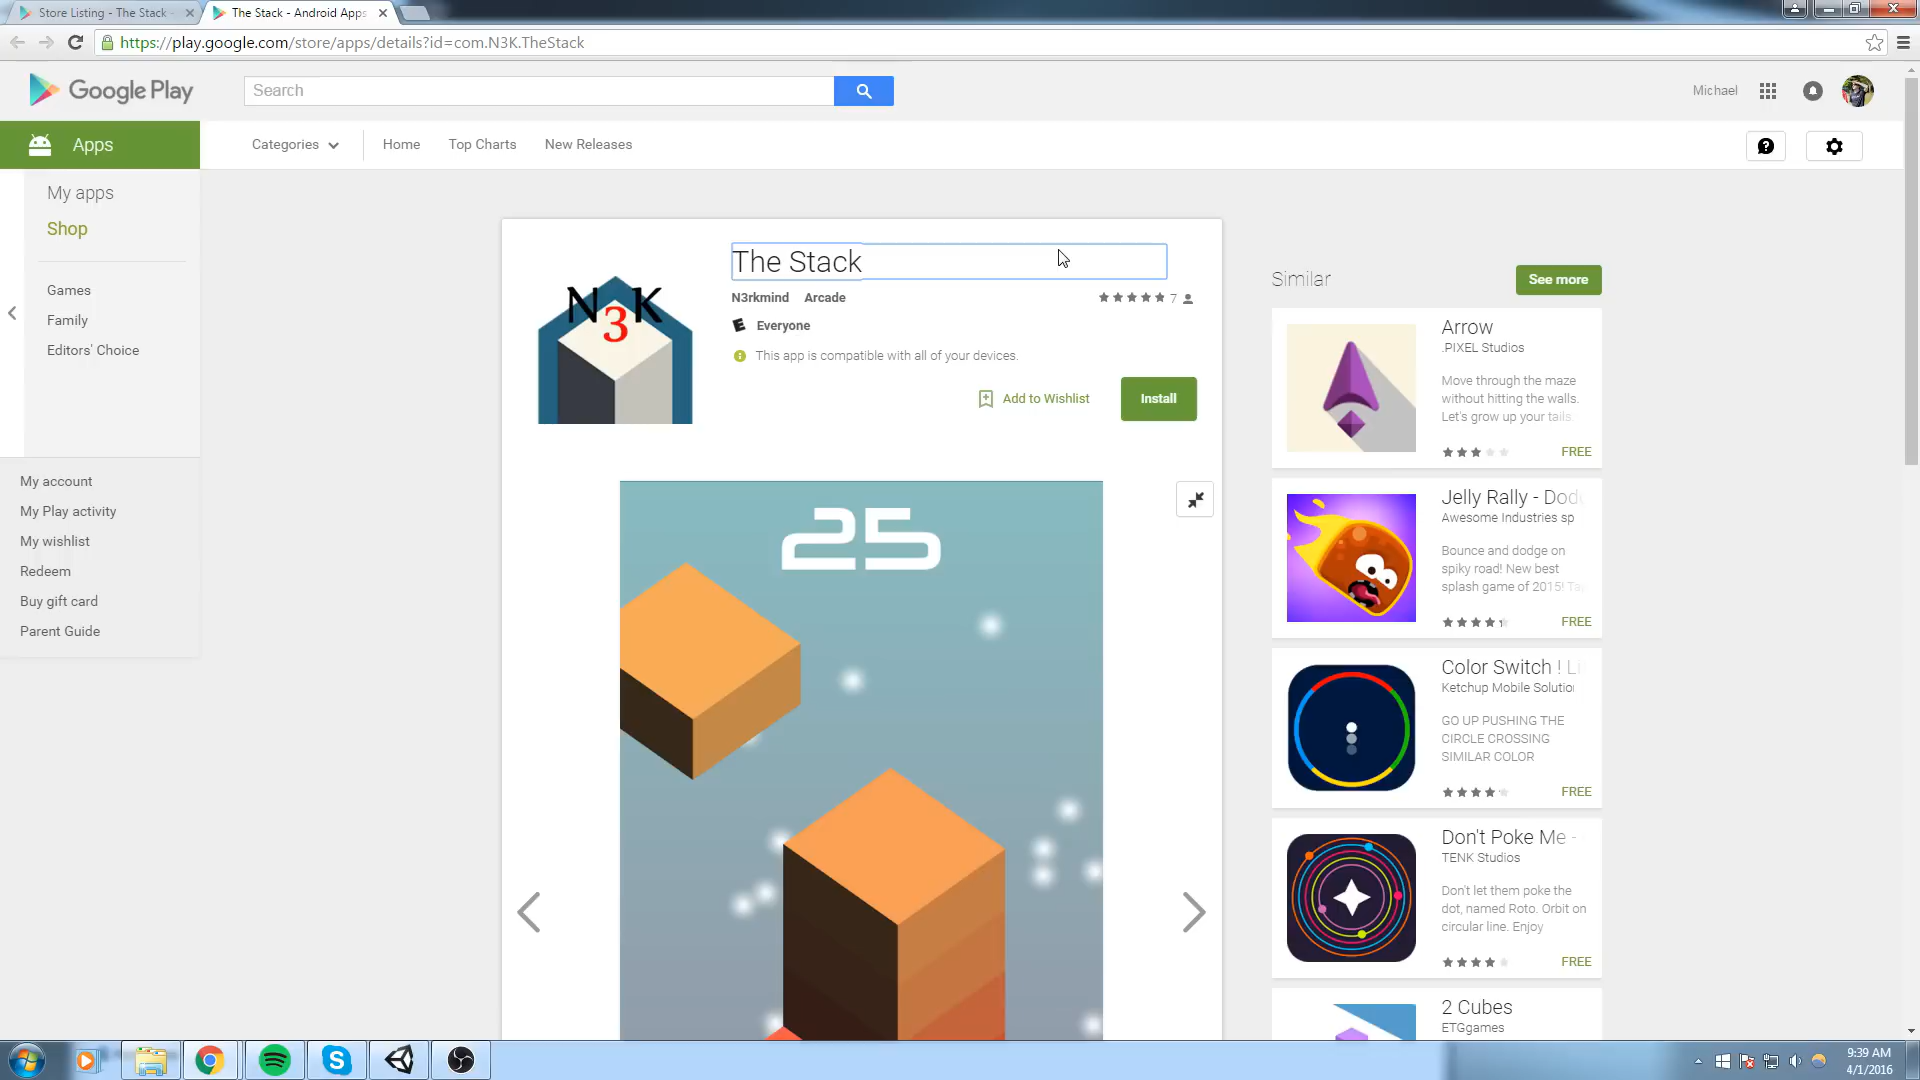 Store Listing - The Stack -
The Stack - Android Apps
https://play.google.com/store/apps/details?id=com.N3K.TheStack
Google Play
Search
Michael
Apps
Categories
Home
Top Charts
New Releases
My apps
Shop
Games
Family
Editors' Choice
My account
My Play activity
My wishlist
Redeem
Buy gift card
Parent Guide
N3K
The Stack
N3rkmind Arcade
7
E Everyone
This app is compatible with all of your devices.
Add to Wishlist
Install
25
Similar
See more
Arrow
.PIXEL Studios
Move through the maze
without hitting the walls.
Let's grow up your tails
FREE
Jelly Rally - Dod
Awesome Industries sp
Bounce and dodge on
spiky road! New best
splash game of 2015! Ta
FREE
Color Switch ! Li
Ketchup Mobile Solution
GO UP PUSHING THE
CIRCLE CROSSING
SIMILAR COLOR
FREE
Don't Poke Me -
TENK Studios
Don't let them poke the
dot, named Roto. Orbit on
circular line. Enjoy
FREE
2 Cubes
ETGgames
9:39 AM
4/1/2016